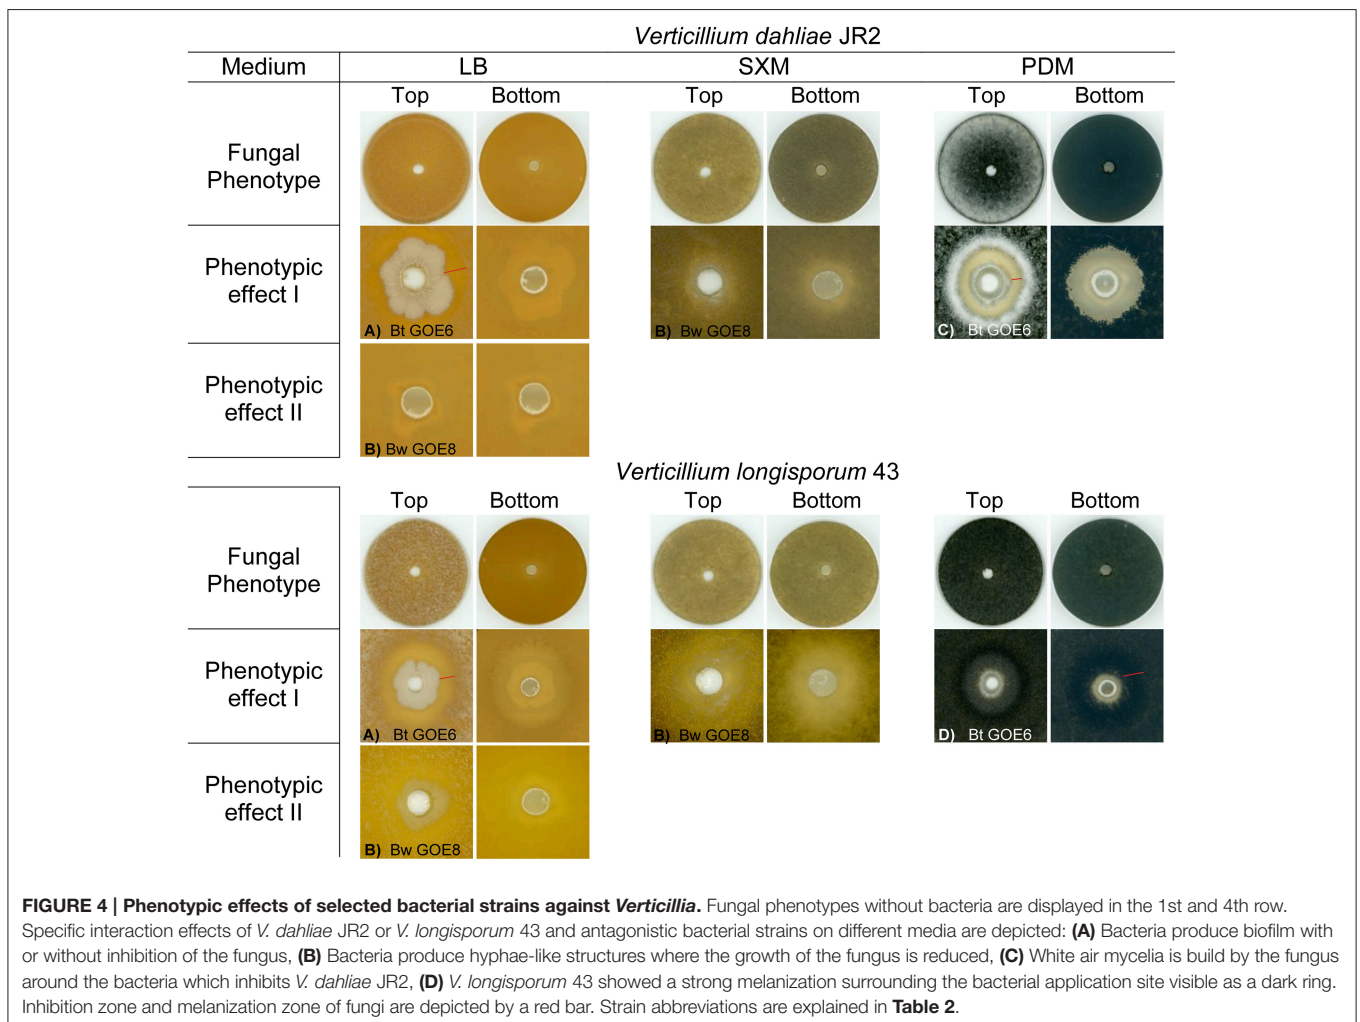 Verticillium dahliae JR2
Medium LB SXM PDM
Top Bottom Top Bottom Top Bottom
Fungal
Phenotype
Phenotypic
effect I
A) Bt GOE6 B) Bw GOE8 C) Bt GOE6
Phenotypic
effect II
B) Bw GOE8
Verticillium longisporum 43
Top Bottom Top Bottom Top Bottom
Fungal
Phenotype
Phenotypic
effect I
A) Bt GOE6 B) Bw GOE8 D) Bt GOE6
Phenotypic
effect II
B) Bw GOE8
FIGURE 4 | Phenotypic effects of selected bacterial strains against Verticillia. Fungal phenotypes without bacteria are displayed in the 1st and 4th row.
Specific interaction effects of V. dahliae JR2 or V. longisporum 43 and antagonistic bacterial strains on different media are depicted: (A) Bacteria produce biofilm with
or without inhibition of the fungus, (B) Bacteria produce hyphae-like structures where the growth of the fungus is reduced, (C) White air mycelia is build by the fungus
around the bacteria which inhibits V. dahliae JR2, (D) V. longisporum 43 showed a strong melanization surrounding the bacterial application site visible as a dark ring.
Inhibition zone and melanization zone of fungi are depicted by a red bar. Strain abbreviations are explained in Table 2.